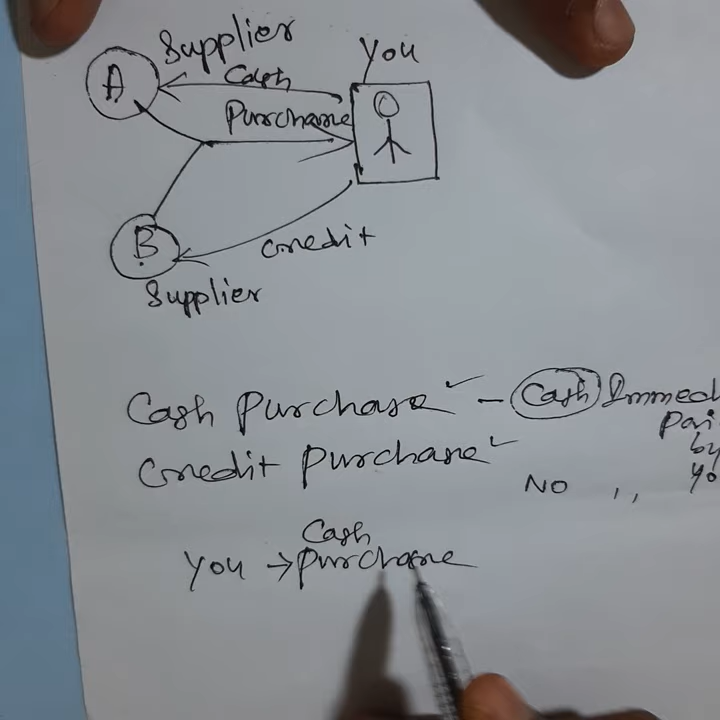 Supplier
you
A
Cash
Purchase
B
Credit
Supplier
Cash Purchase ✓ - Cash Immed
Pai
by
yo
Credit Purchase ✓
No ,,
Cash
you → Purchase